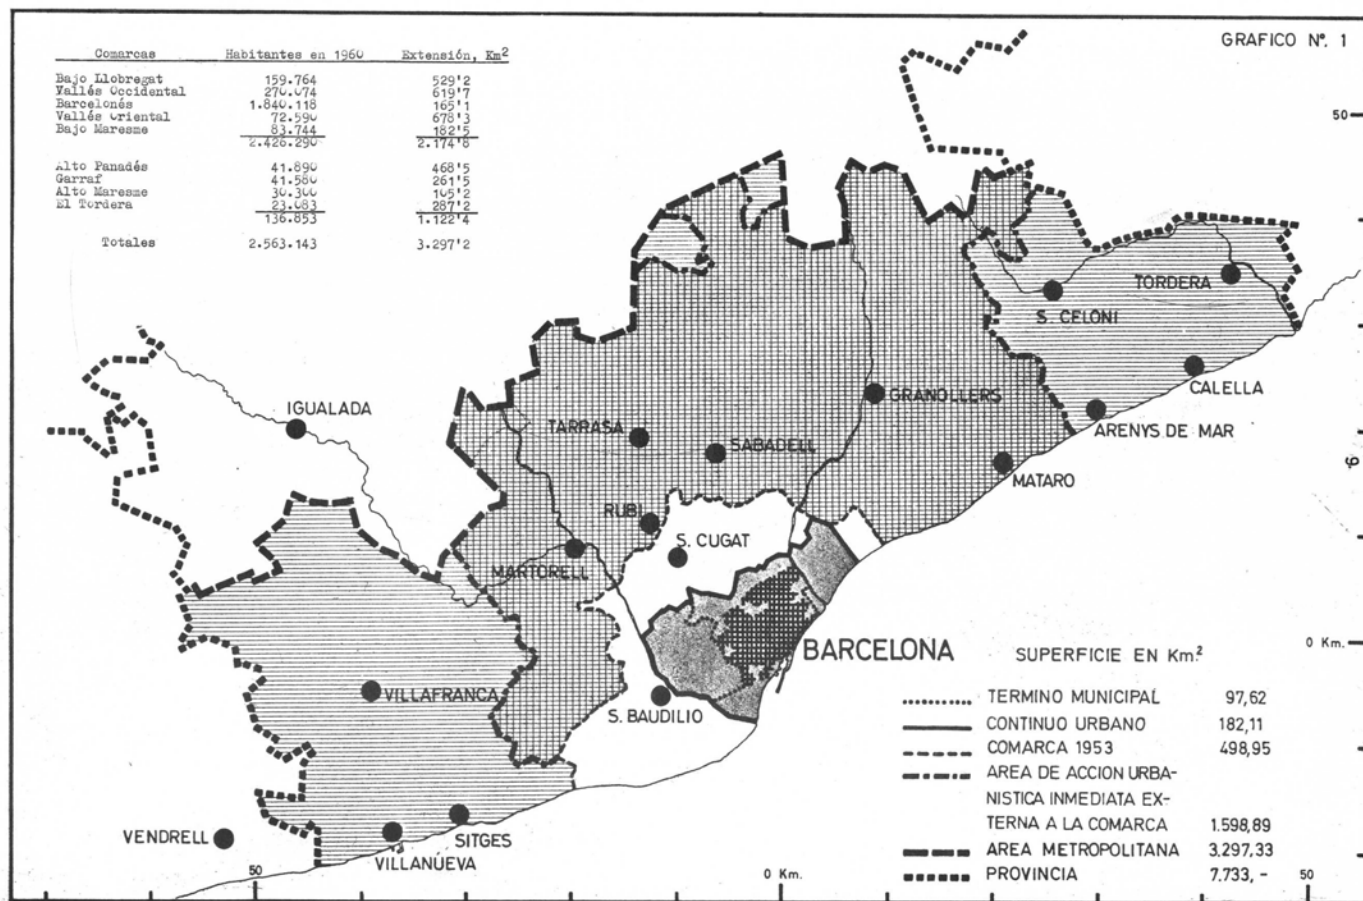 GRAFICO Nº. 1
Comarcas Habitantes en 1960 Extensión, Km2
Bajo Llobregat 159.764 529'2
Vallés Occidental 270.074 619'7
Barcelonés 1.840.118 165'1
Vallés Oriental 72.590 678'3
Bajo Maresme 83.744 182'5
2.426.290 2.174'8
Alto Panadés 41.890 468'5
Garraf 41.580 261'5
Alto Maresme 30.300 105'2
El Tordera 23.083 287'2
136.853 1.122'4
Totales 2.563.143 3.297'2
50
TORDERA
S. CELONI
CALELLA
IGUALADA
GRANOLLERS
TARRASA
ARENYS DE MAR
SABADELL
MATARO
6
RUBI
S. CUGAT
MARTORELL
BARCELONA
0 Km.
VILLAFRANCA
S. BAUDILIO
VENDRELL
SITGES
VILLANUEVA
SUPERFICIE EN Km.2
TERMINO MUNICIPAL 97,62
CONTINUO URBANO 182,11
COMARCA 1953 498,95
AREA DE ACCION URBA-
NISTICA INMEDIATA EX-
TERNA A LA COMARCA 1.598,89
AREA METROPOLITANA 3.297,33
PROVINCIA 7.733,-
50 0 Km. 50